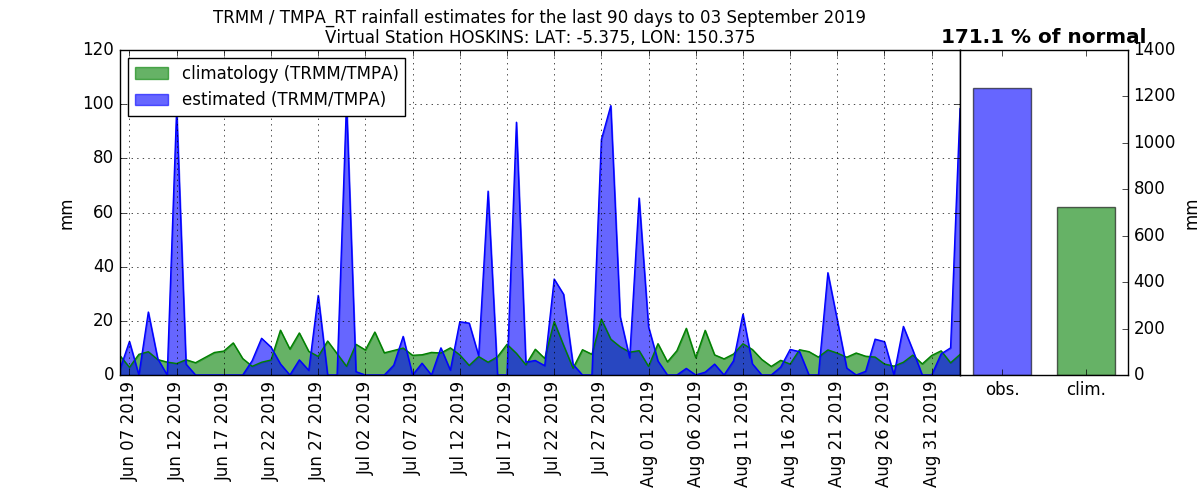 TRMM / TMPA_RT rainfall estimates for the last 90 days to 03 September 2019
Virtual Station HOSKINS: LAT: -5.375, LON: 150.375
171.1 % of normal
climatology (TRMM/TMPA)
estimated (TRMM/TMPA)
mm
120
100
80
60
40
20
0
Jun 07 2019
Jun 12 2019
Jun 17 2019
Jun 22 2019
Jun 27 2019
Jul 02 2019
Jul 07 2019
Jul 12 2019
Jul 17 2019
Jul 22 2019
Jul 27 2019
Aug 01 2019
Aug 06 2019
Aug 11 2019
Aug 16 2019
Aug 21 2019
Aug 26 2019
Aug 31 2019
obs.
clim.
1400
1200
1000
800
600
400
200
0
mm